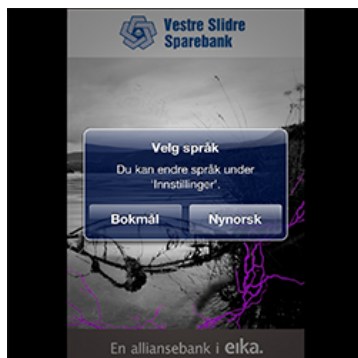 Vestre Slidre
Sparebank
Velg språk
Du kan endre språk under
'Innstillinger'.
Bokmål
Nynorsk
En alliansebank i eika.